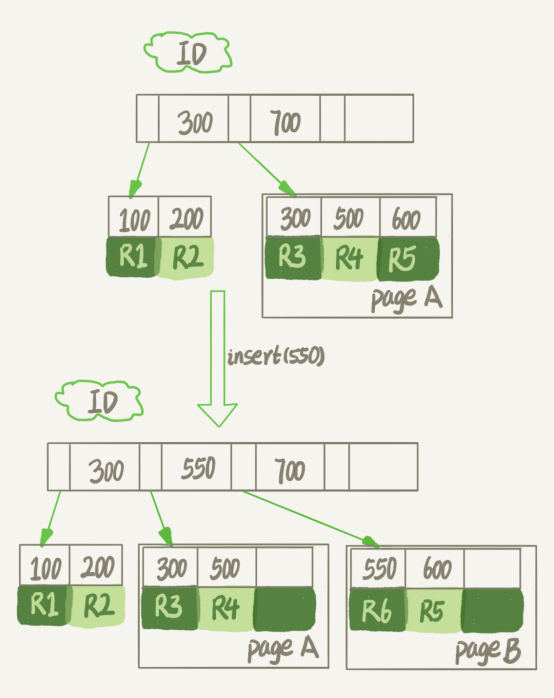 ID
300 700
100 200
R1 R2
300 500 600
R3 R4 R5
page A
insert(550)
ID
300 550 700
100 200
R1 R2
300 500
R3 R4
page A
550 600
R6 R5
page B